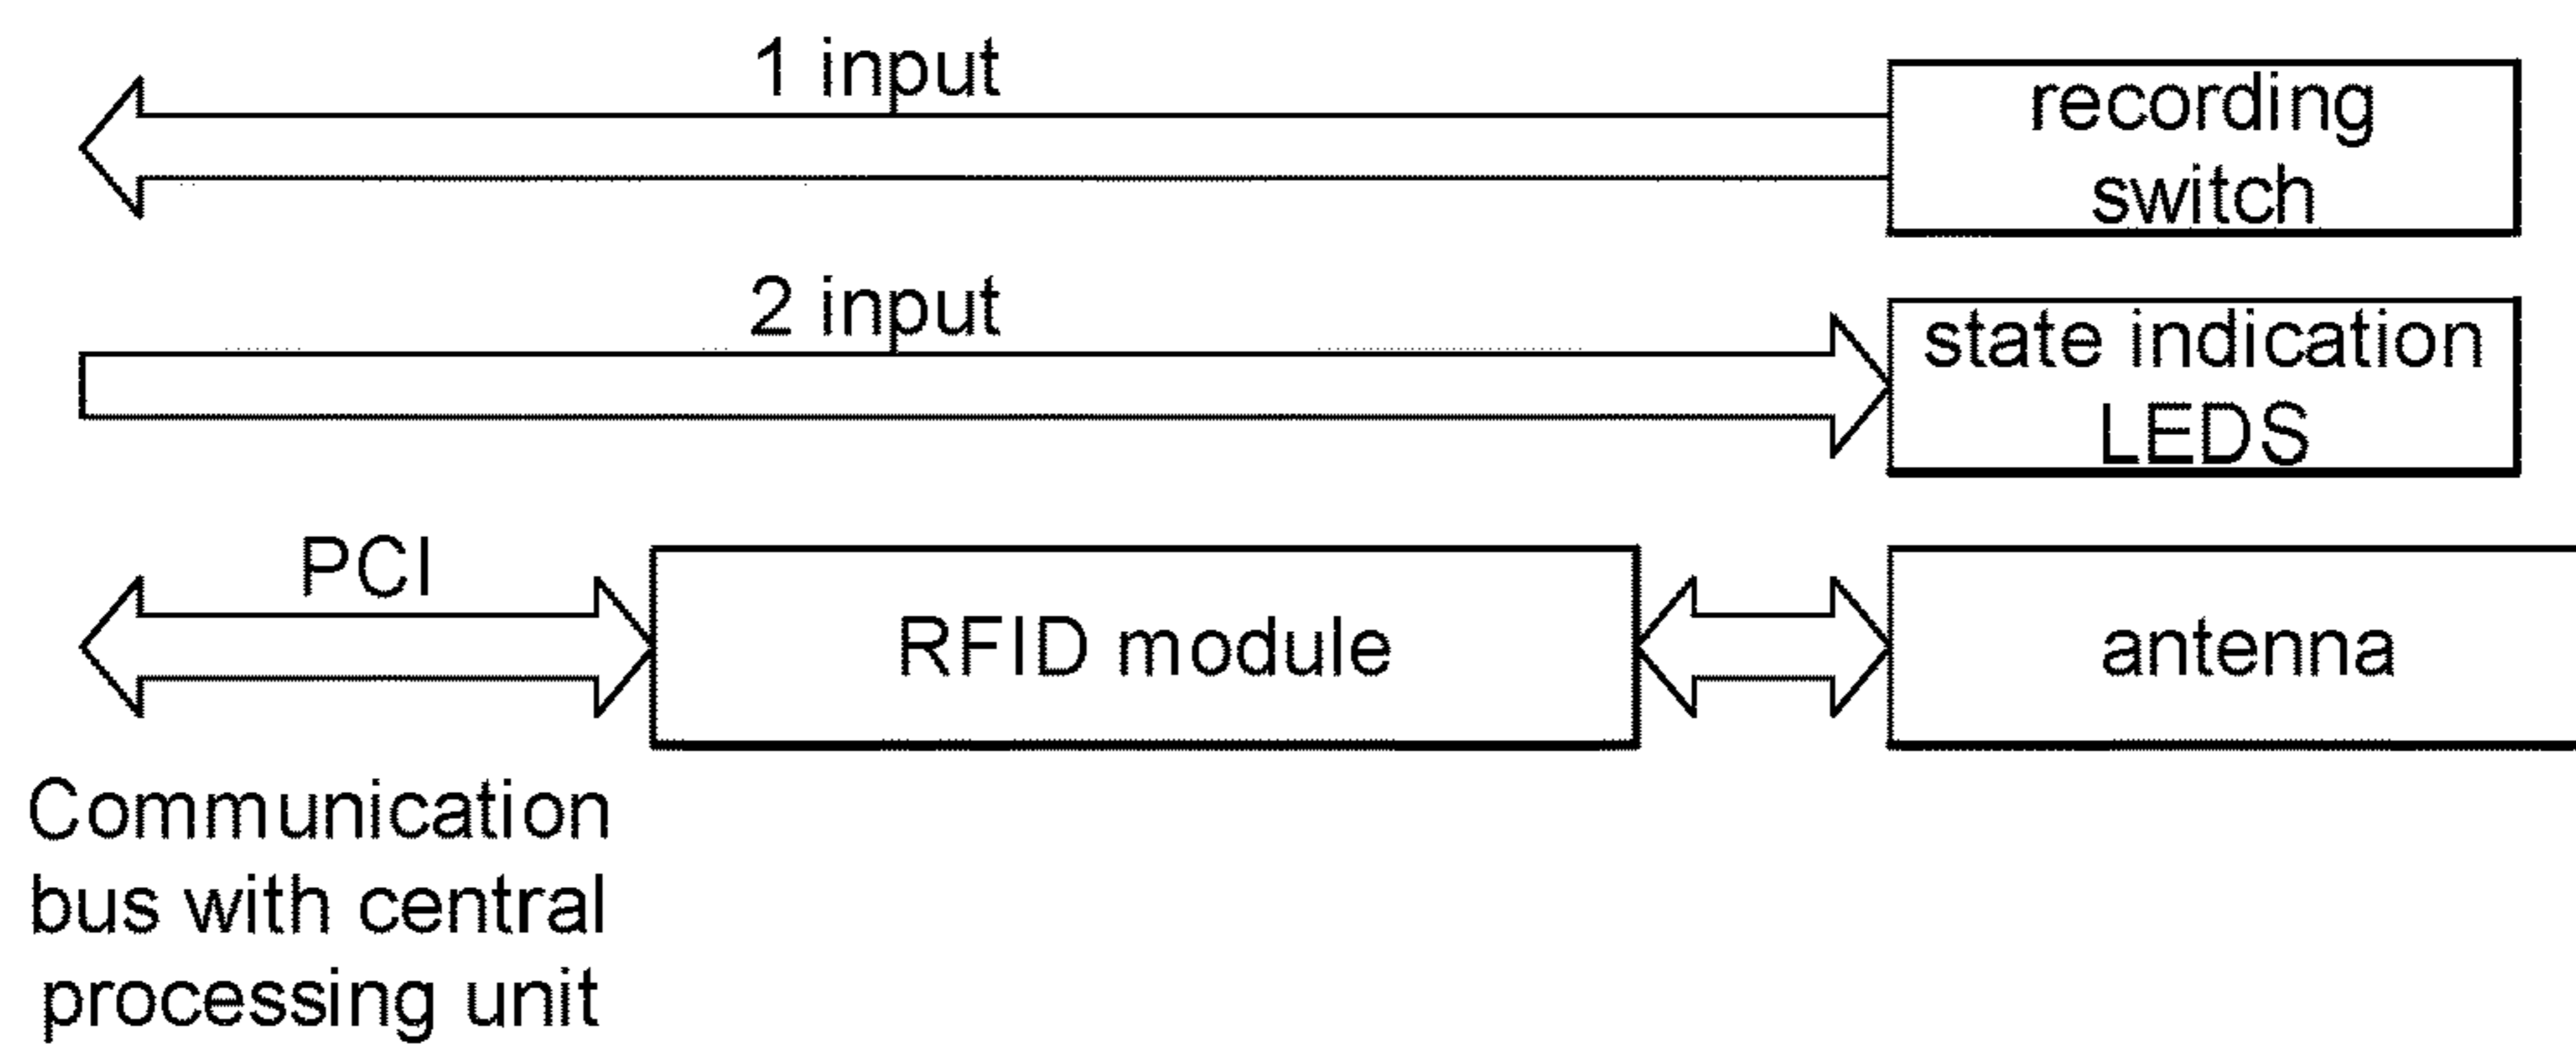 1 input
recording
switch
2 input
state indication
LEDS
PCI
RFID module
antenna
Communication
bus with central
processing unit